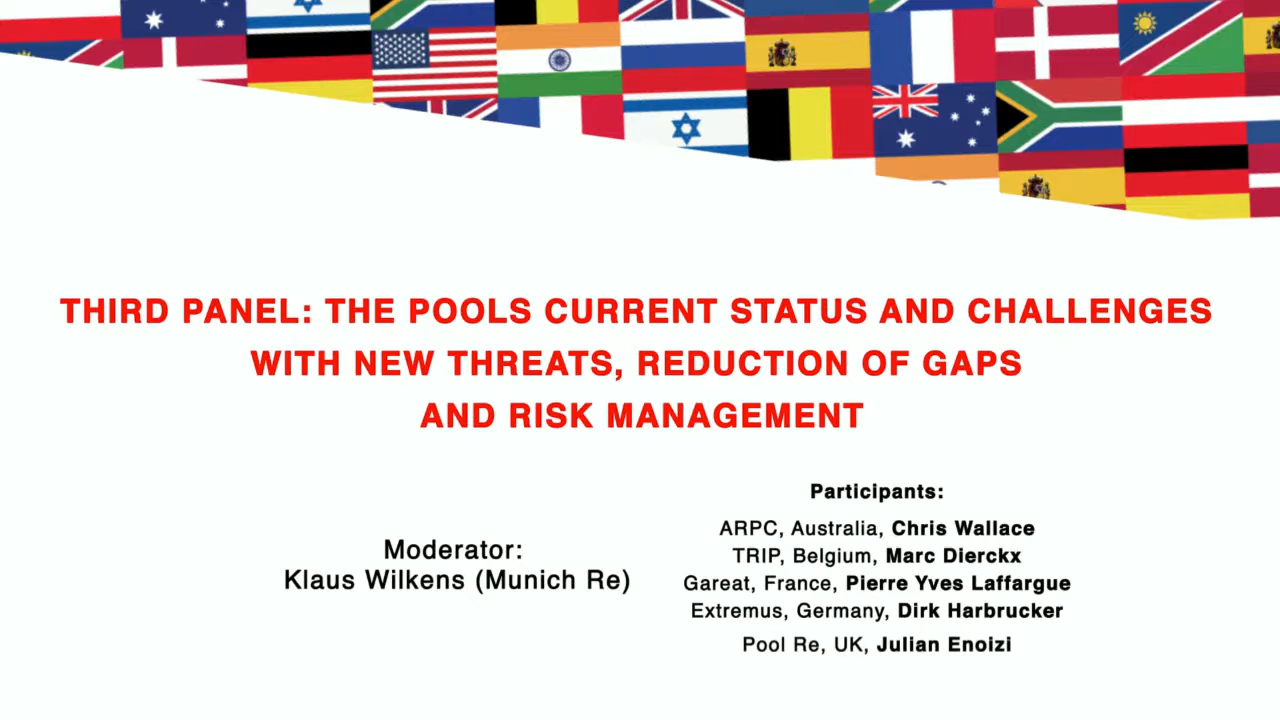 THIRD PANEL: THE POOLS CURRENT STATUS AND CHALLENGES
WITH NEW THREATS, REDUCTION OF GAPS
AND RISK MANAGEMENT
Moderator:
Klaus Wilkens (Munich Re)
Participants:
ARPC, Australia, Chris Wallace
TRIP, Belgium, Marc Dierckx
Gareat, France, Pierre Yves Laffargue
Extremus, Germany, Dirk Harbrucker
Pool Re, UK, Julian Enoizi